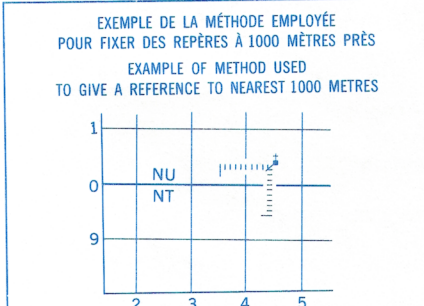 EXEMPLE DE LA MÉTHODE EMPLOYÉE
POUR FIXER DES REPÈRES À 1000 MÈTRES PRÈS
EXAMPLE OF METHOD USED
TO GIVE A REFERENCE TO NEAREST 1000 METRES
1
NU
0
NT
9
2 3 4 5